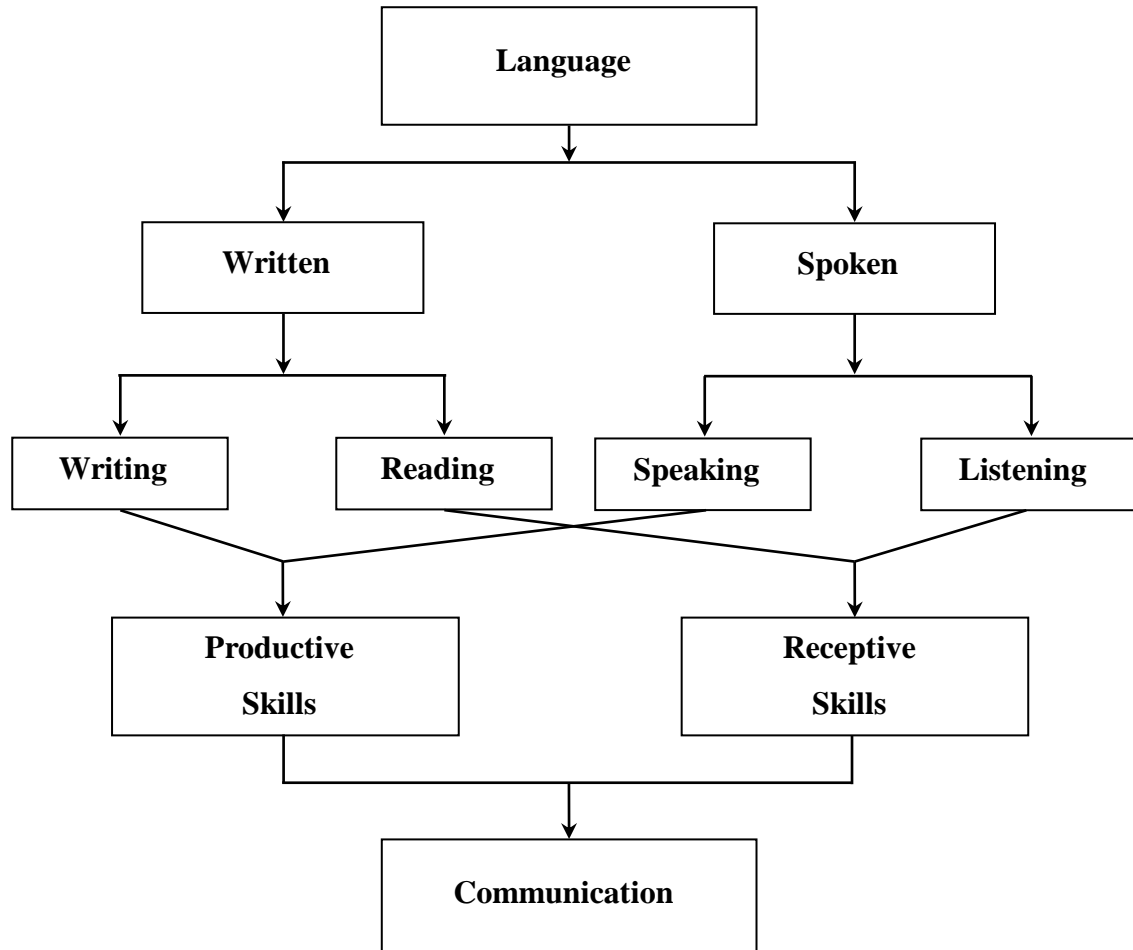 Language
Written
Spoken
Writing
Reading
Speaking
Listening
Productive
Skills
Receptive
Skills
Communication